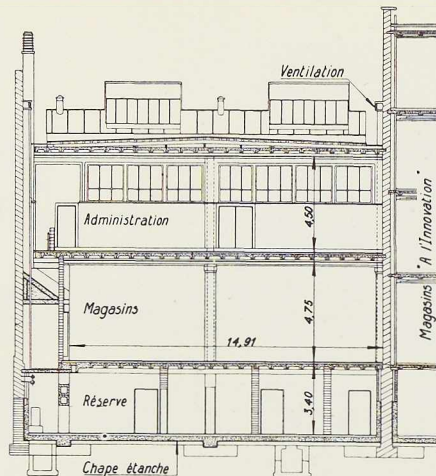 Ventilation
4,50
Administration
Magasins "A l'Innovation"
Magasins
4,75
14,91
Réserve
3,40
Chape étanche